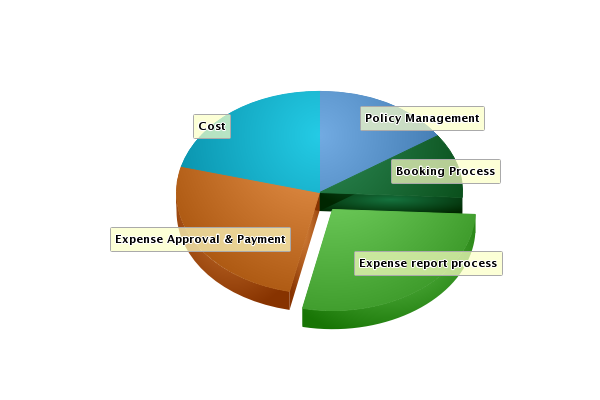 Policy Management
Cost
Booking Process
Expense Approval & Payment
Expense report process